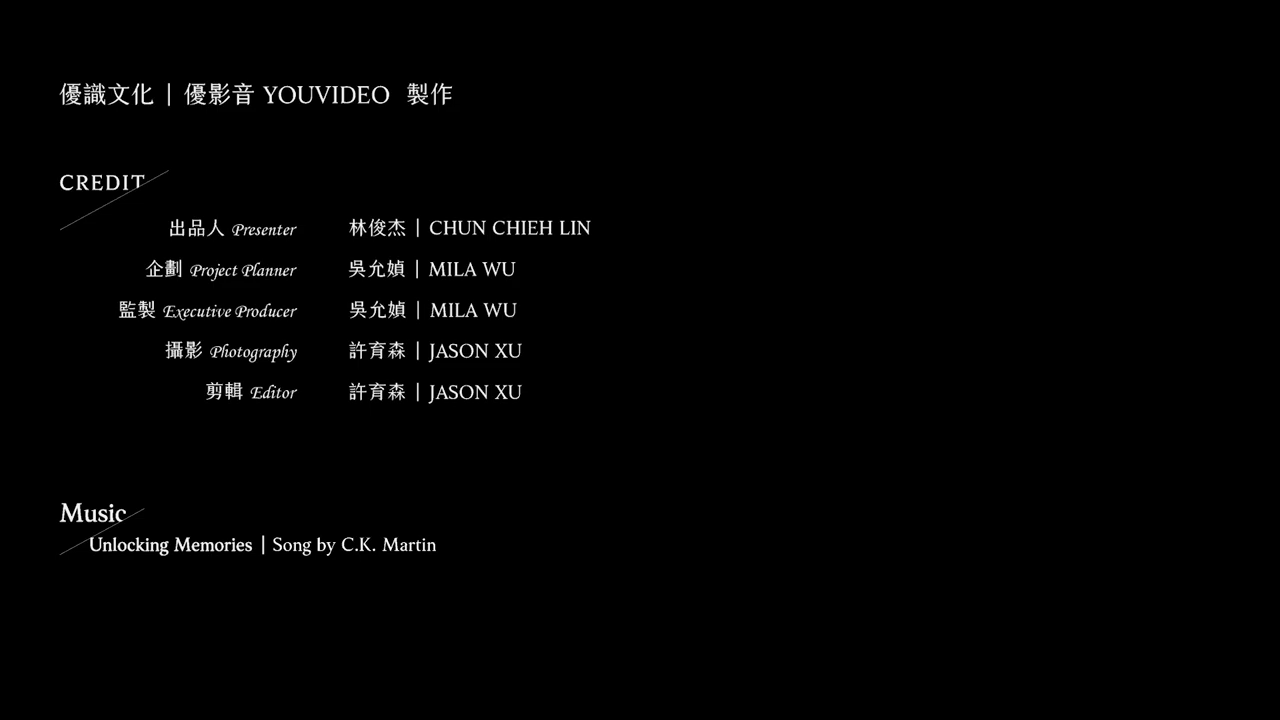 優識文化 | 優影音 YOUVIDEO 製作
CREDIT
出品人 Presenter 林俊杰 | CHUN CHIEH LIN
企劃 Project Planner 吳允媜 | MILA WU
監製 Executive Producer 吳允媜 | MILA WU
攝影 Photography 許育森 | JASON XU
剪輯 Editor 許育森 | JASON XU
Music
Unlocking Memories | Song by C.K. Martin